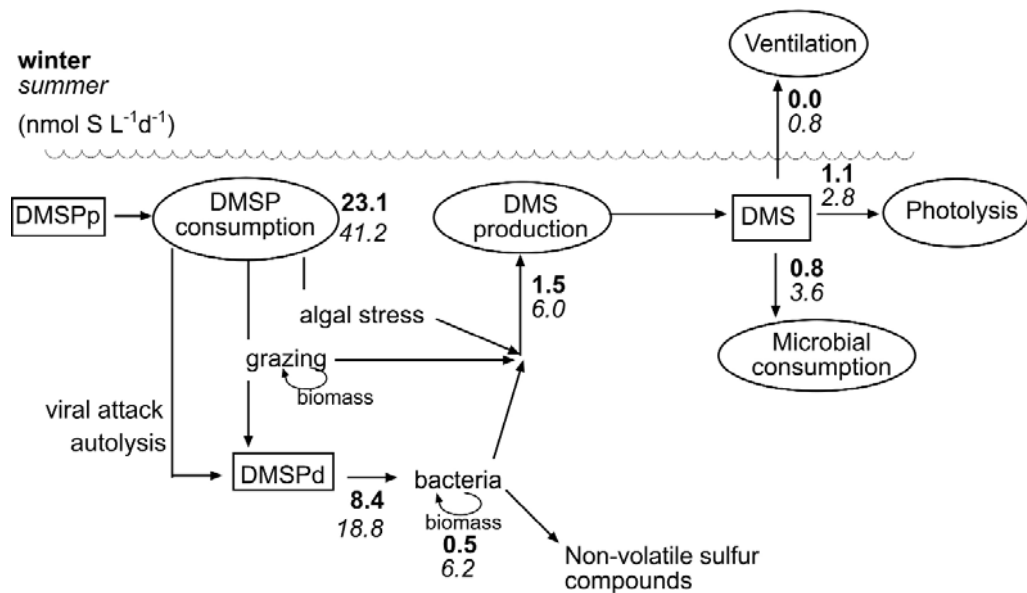 Ventilation
winter
summer
(nmol S L⁻¹d⁻¹)
0.0
0.8
DMSPp
DMSP
consumption
23.1
41.2
DMS
production
DMS
1.1
2.8
Photolysis
1.5
6.0
0.8
3.6
algal stress
Microbial
consumption
grazing
biomass
viral attack
autolysis
DMSPd
8.4
18.8
bacteria
biomass
0.5
6.2
Non-volatile sulfur
compounds